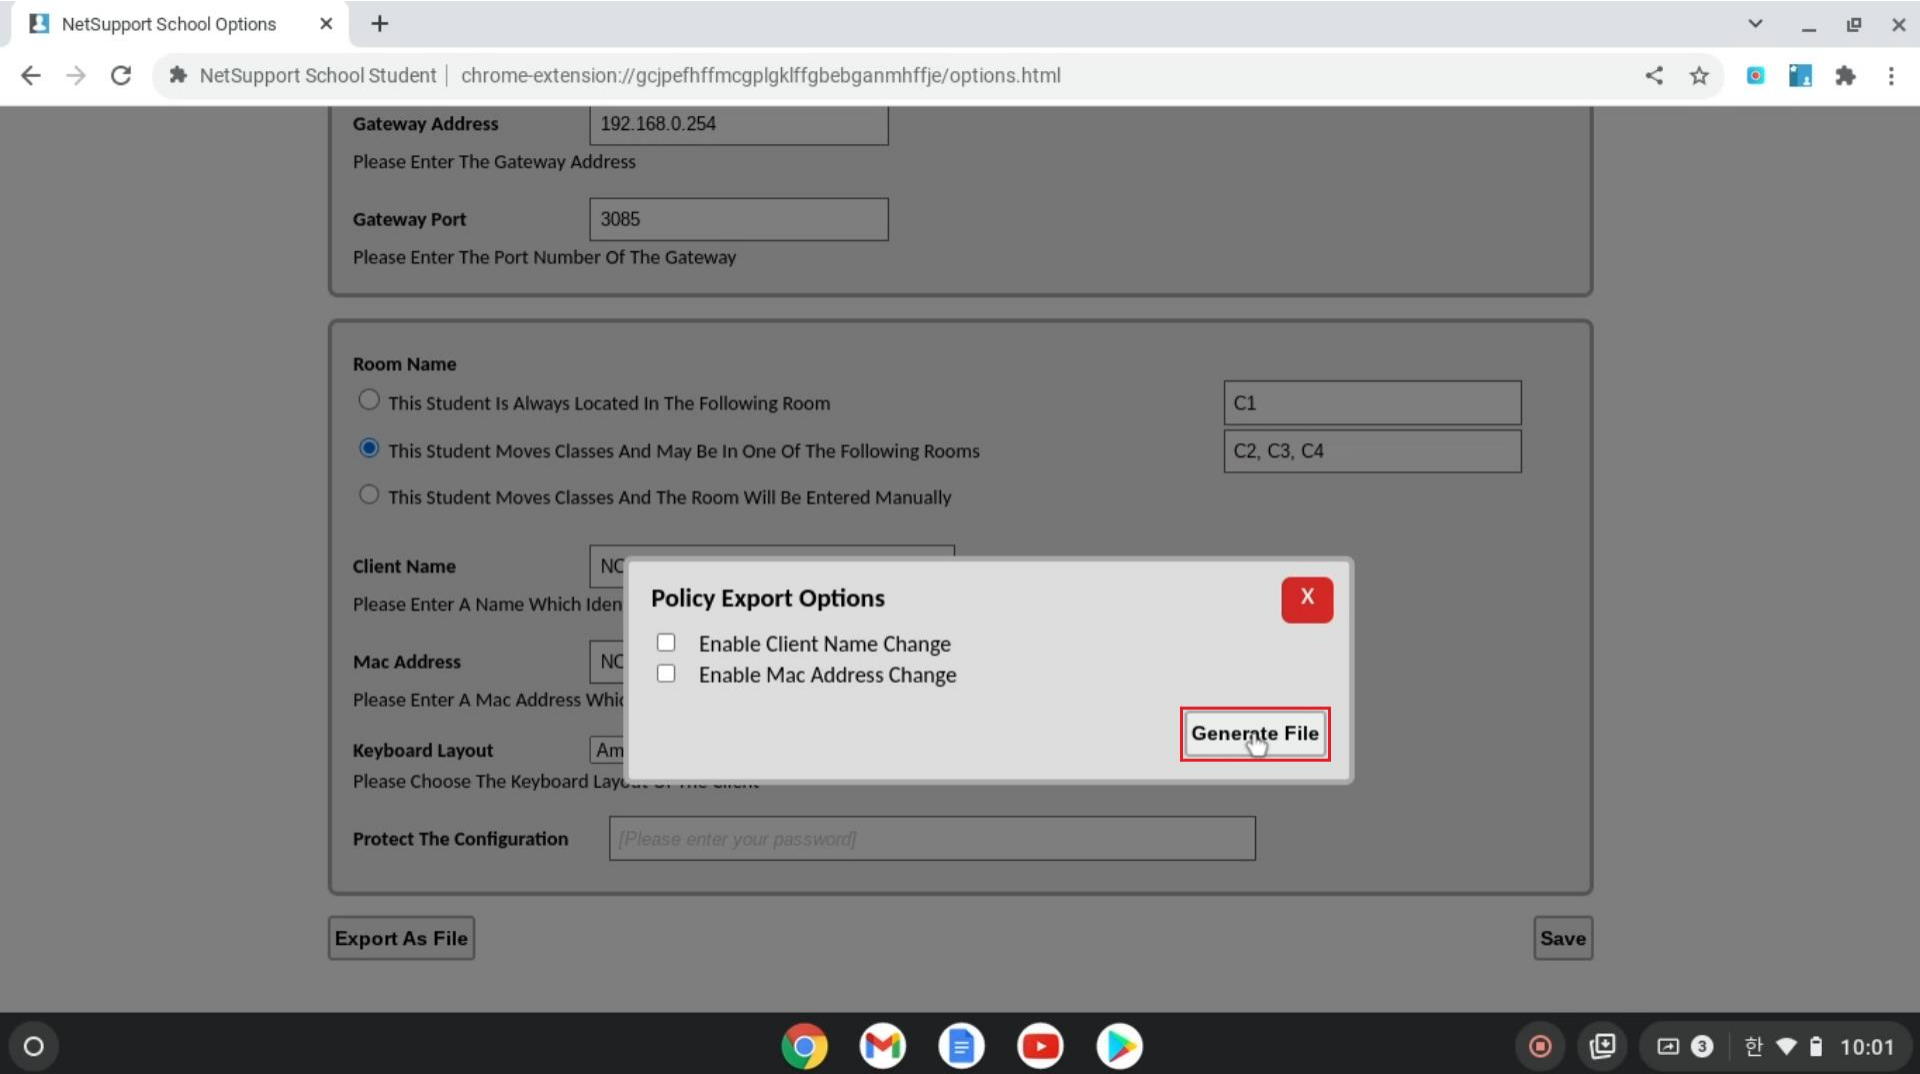 NetSupport School Options
NetSupport School Student | chrome-extension://gcjpefhffmcgplgklffgbebganmhffje/options.html
Gateway Address 192.168.0.254
Please Enter The Gateway Address
Gateway Port 3085
Please Enter The Port Number Of The Gateway
Room Name
This Student Is Always Located In The Following Room C1
This Student Moves Classes And May Be In One Of The Following Rooms C2, C3, C4
This Student Moves Classes And The Room Will Be Entered Manually
Client Name
Please Enter A Name Which
Policy Export Options X
Enable Client Name Change
Mac Address
Enable Mac Address Change
Please Enter A Mac Address
Generate File
Keyboard Layout
Please Choose The Keyboard Layout Of The Client
Protect The Configuration [Please enter your password]
Export As File Save
3 한 10:01